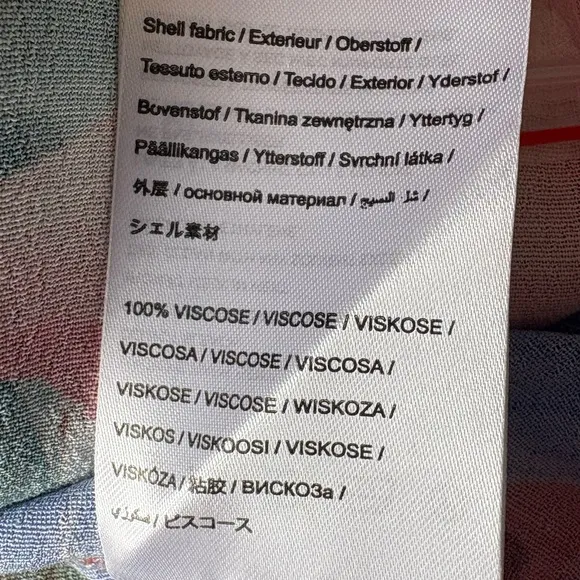 Shell fabric / Exterieur / Oberstoff /
Tessuto esterno / Tecido / Exterior / Yderstof /
Bovenstof / Tkanina zewnętrzna / Yttertyg /
Päällikangas / Ytterstoff / Svrchní látka /
外层 / основной материал / النسيج /
シェル素材
100% VISCOSE / VISCOSE / VISKOSE /
VISCOSA / VISCOSE / VISCOSA /
VISKOSE / VISCOSE / WISKOZA /
VISKOS / VISKOOSI / VISKOSE /
VISKÓZA / 粘胶 / ВИСКОЗа /
/ ビスコース